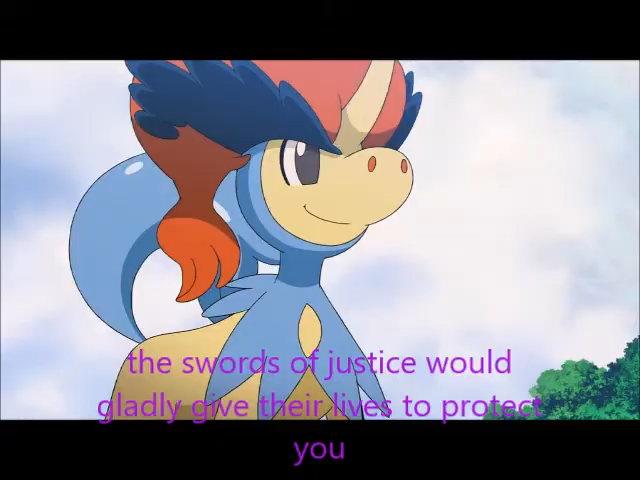 the swords of justice would
gladly give their lives to protect
you